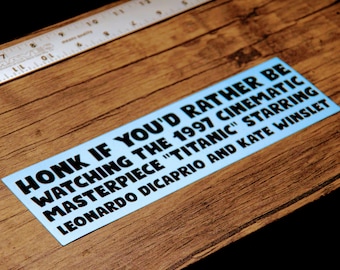 HONK IF YOU'D RATHER BE
WATCHING THE 1997 CINEMATIC
MASTERPIECE "TITANIC" STARRING
LEONARDO DICAPRIO AND KATE WINSLET